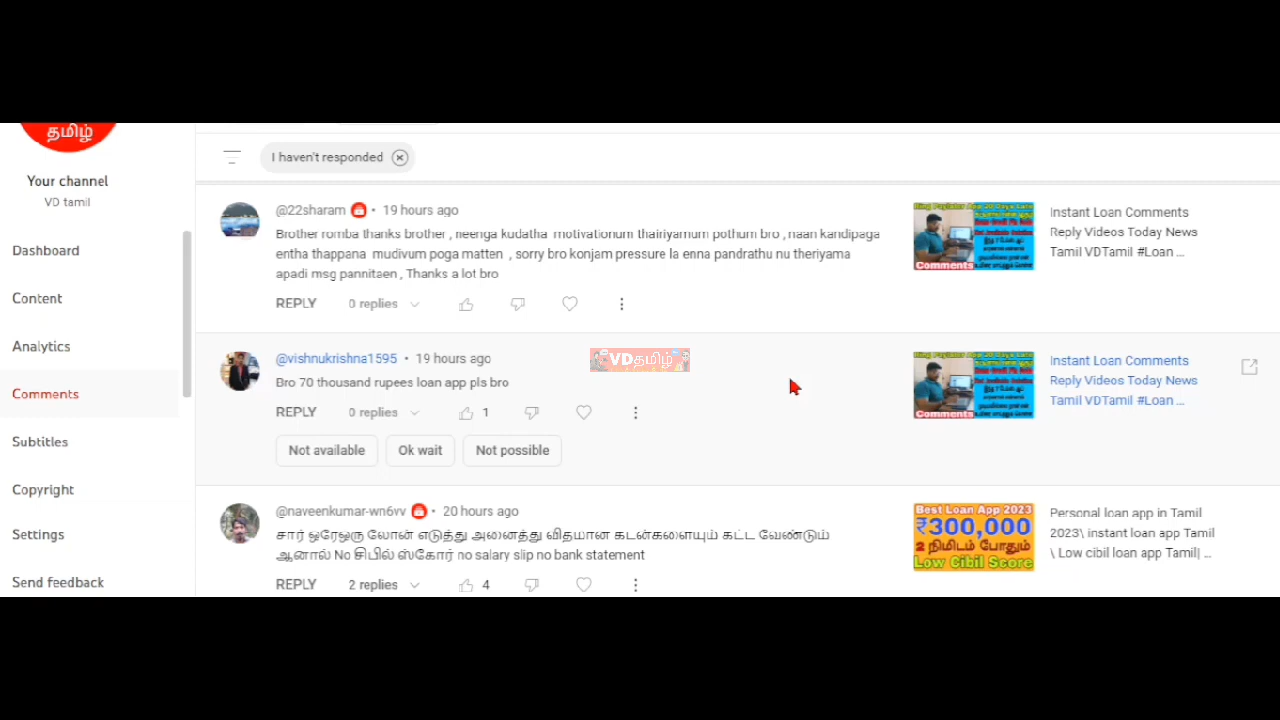 தமிழ்
Your channel
VD tamil
Dashboard
Content
Analytics
Comments
Subtitles
Copyright
Settings
Send feedback
I haven't responded
@22sharam • 19 hours ago
Brother romba thanks brother , neenga kudatha motivationum thairiyamum pothum bro , naan kandipaga
entha thappana mudivum poga matten , sorry bro konjam pressure la enna pandrathu nu theriyama
apadi msg pannitaen , Thanks a lot bro
REPLY 0 replies
Comments
Instant Loan Comments
Reply Videos Today News
Tamil VDTamil #Loan ...
@vishnukrishna1595 • 19 hours ago
Bro 70 thousand rupees loan app pls bro
REPLY 0 replies 1
Not available Ok wait Not possible
VDதமிழ்
Comments
Instant Loan Comments
Reply Videos Today News
Tamil VDTamil #Loan ...
@naveenkumar-wn6vv • 20 hours ago
சார் ஒரேஒரு லோன் எடுத்து அனைத்து விதமான கடன்களையும் கட்ட வேண்டும்
ஆனால் No சிபில் ஸ்கோர் no salary slip no bank statement
REPLY 2 replies 4
Best Loan App 2023
₹300,000
2 நிமிடம் போதும்
Low Cibil Score
Personal loan app in Tamil
2023\ instant loan app Tamil
\ Low cibil loan app Tamil| ...